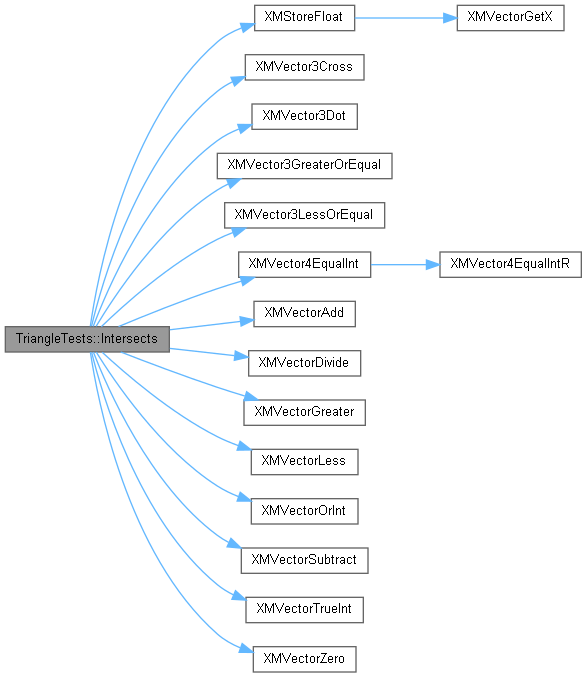 XMStoreFloat
XMVectorGetX
XMVector3Cross
XMVector3Dot
XMVector3GreaterOrEqual
XMVector3LessOrEqual
XMVector4EqualInt
XMVector4EqualIntR
XMVectorAdd
TriangleTests::Intersects
XMVectorDivide
XMVectorGreater
XMVectorLess
XMVectorOrInt
XMVectorSubtract
XMVectorTrueInt
XMVectorZero